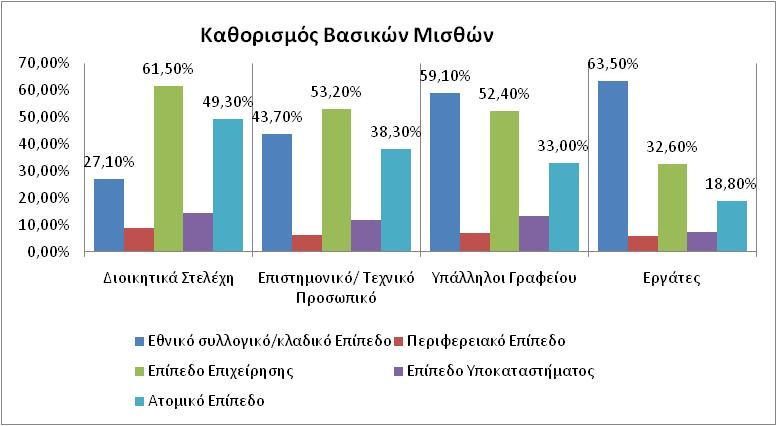 Καθορισμός Βασικών Μισθών
70,00%
60,00%
50,00%
40,00%
30,00%
20,00%
10,00%
0,00%
27,10%
61,50%
49,30%
43,70%
53,20%
38,30%
59,10%
52,40%
33,00%
63,50%
32,60%
18,80%
Διοικητικά Στελέχη
Επιστημονικό/ Τεχνικό
Προσωπικό
Υπάλληλοι Γραφείου
Εργάτες
Εθνικό συλλογικό/κλαδικό Επίπεδο
Περιφερειακό Επίπεδο
Επίπεδο Επιχείρησης
Επίπεδο Υποκαταστήματος
Ατομικό Επίπεδο